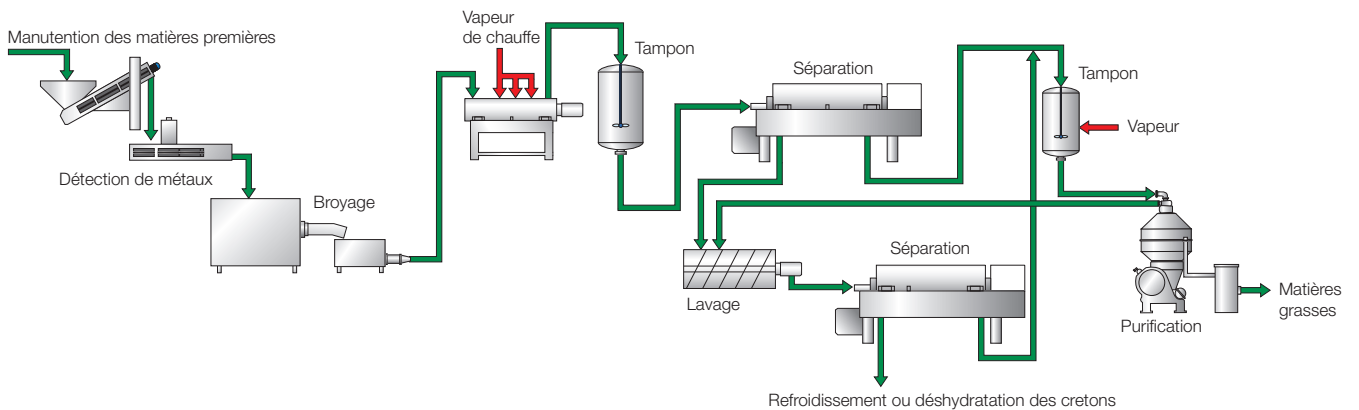 Manutention des matières premières
Détection de métaux
Broyage
Vapeur
de chauffe
Tampon
Séparation
Tampon
Vapeur
Lavage
Séparation
Purification
Matières
grasses
Refroidissement ou déshydratation des cretons